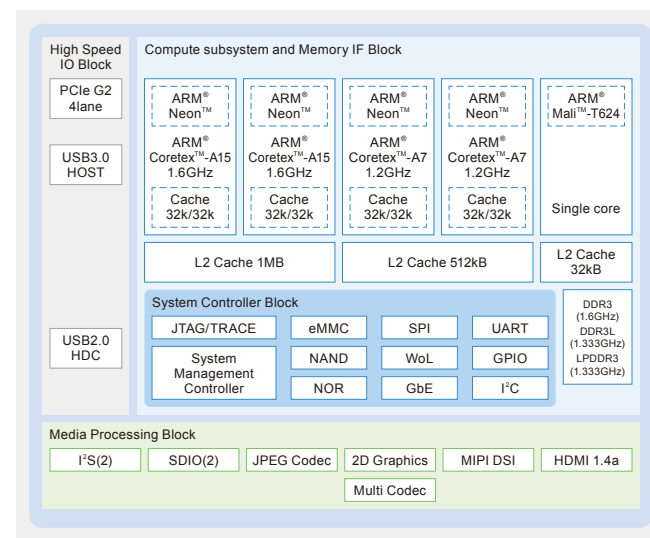 High Speed
IO Block
PCIe G2
4lane
USB3.0
HOST
USB2.0
HDC
Compute subsystem and Memory IF Block
ARM®
Neon™
ARM®
Coretex™-A15
1.6GHz
Cache
32k/32k
ARM®
Neon™
ARM®
Coretex™-A15
1.6GHz
Cache
32k/32k
ARM®
Neon™
ARM®
Coretex™-A7
1.2GHz
Cache
32k/32k
ARM®
Neon™
ARM®
Coretex™-A7
1.2GHz
Cache
32k/32k
ARM®
Mali™-T624
Single core
L2 Cache 1MB
L2 Cache 512kB
L2 Cache
32kB
System Controller Block
JTAG/TRACE
eMMC
SPI
UART
System
Management
Controller
NAND
WoL
GPIO
NOR
GbE
I²C
DDR3
(1.6GHz)
DDR3L
(1.333GHz)
LPDDR3
(1.333GHz)
Media Processing Block
I²S(2)
SDIO(2)
JPEG Codec
2D Graphics
MIPI DSI
HDMI 1.4a
Multi Codec